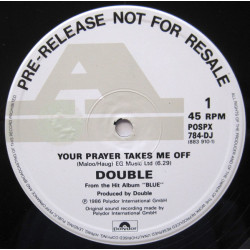 PRE-RELEASE NOT FOR RESALE
A
1
45 RPM
POSPX
784-DJ
(883 910-1)
YOUR PRAYER TAKES ME OFF
(Maloo/Haug) EG Music Ltd (6.29)
DOUBLE
From the Hit Album "BLUE"
Produced by Double
℗ 1986 Polydor International GmbH
Original sound recording made by
Polydor International GmbH
polydor